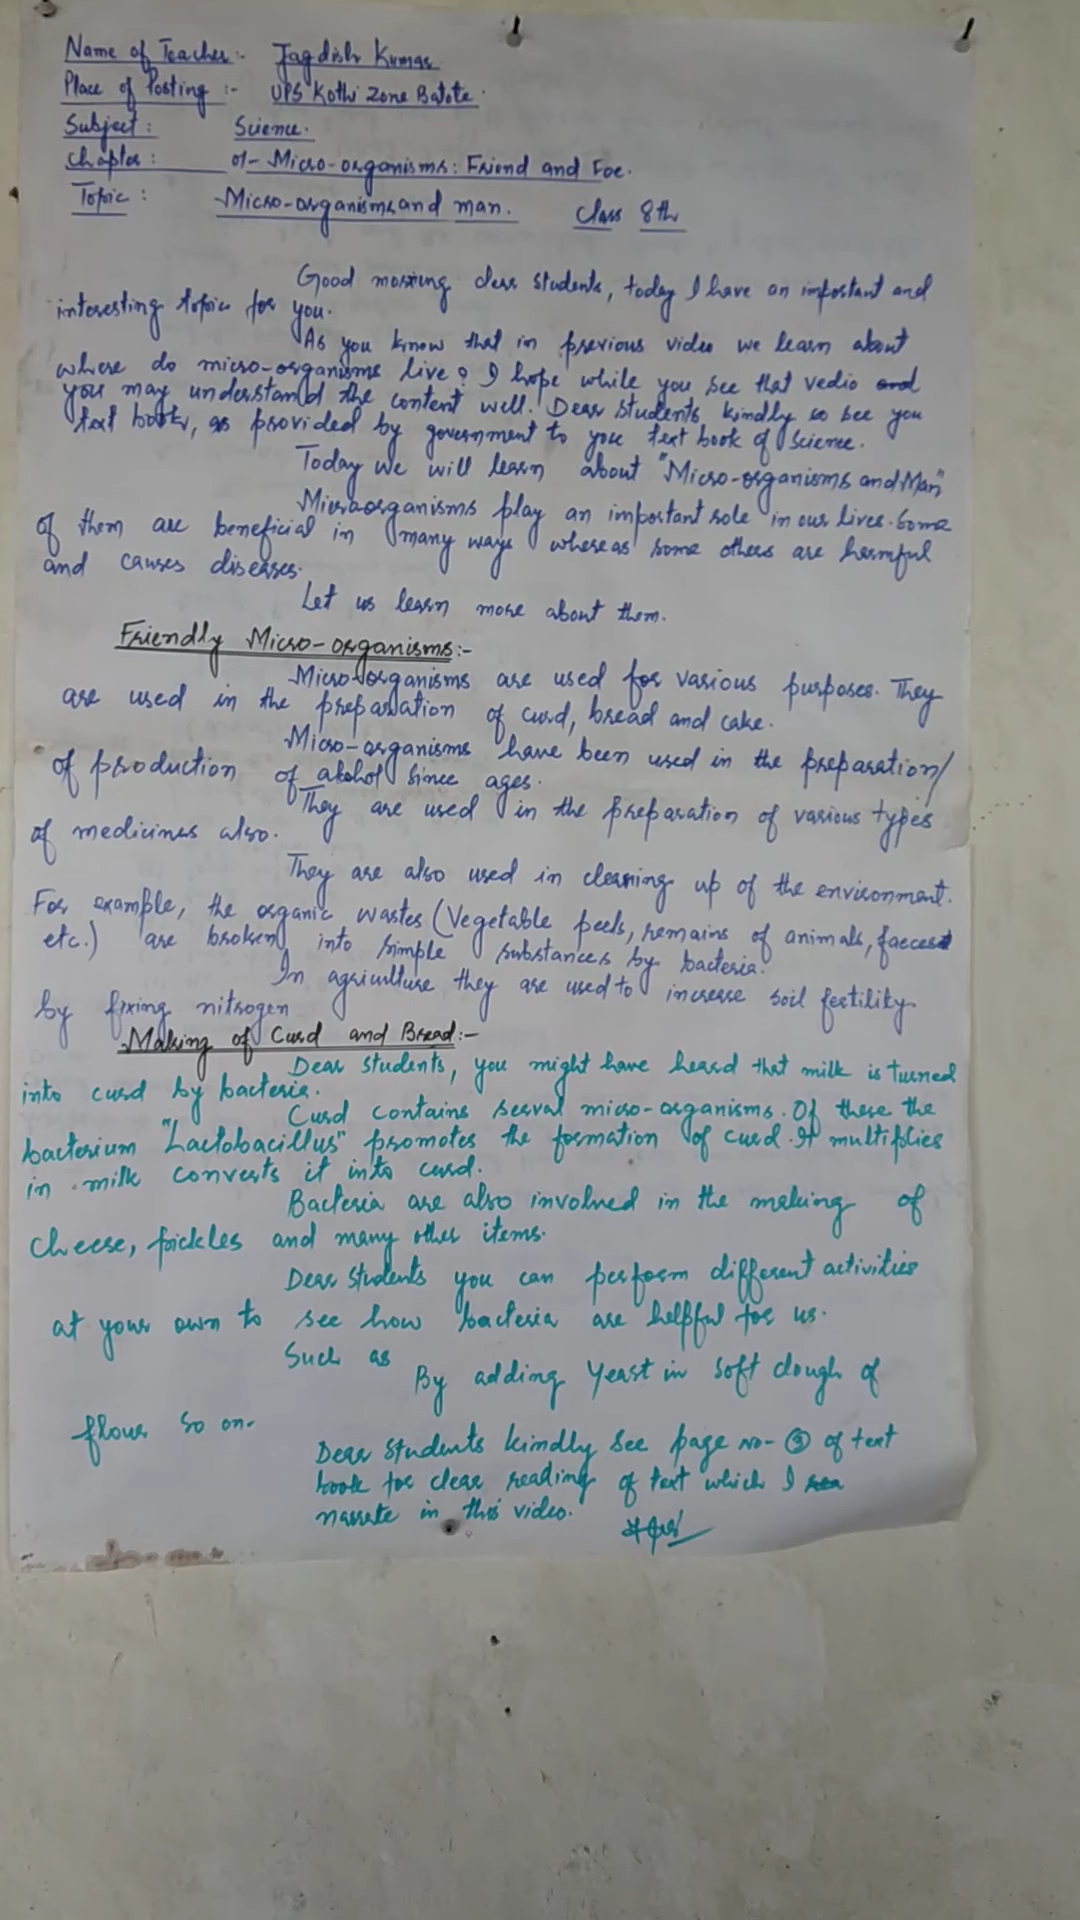 Name of Teacher:- Jagdish Kumar
Place of Posting :- UPS Kothi Zone Batote.
Subject: Science.
Chapter: 01- Micro-organisms: Friend and Foe.
Topic: Micro-organisms and man. Class 8th
Good morning dear students, today I have an important and
interesting topic for you.
As you know that in previous video we learn about
where do micro-organisms live? I hope while you see that vedio and
you may understand the content well. Dear Students kindly so see you
text book, as provided by government to you text book of Science.
Today we will learn about "Micro-organisms and Man"
Microorganisms play an important role in our lives. Some
of them are beneficial in many ways whereas some others are harmful
and causes diseases.
Let us learn more about them.
Friendly Micro-organisms:-
Micro-organisms are used for various purposes. They
are used in the preparation of curd, bread and cake.
Micro-organisms have been used in the preparation/
of production of alcohol since ages.
They are used in the preparation of various types
of medicines also.
They are also used in cleaning up of the environment.
For example, the organic wastes (Vegetable peels, remains of animals, faeces
etc.) are broken into simple substances by bacteria.
In agriculture they are used to increase soil fertility
by fixing nitrogen
Making of Curd and Bread:-
Dear Students, you might have heard that milk is turned
into curd by bacteria.
Curd contains serval micro-organisms. Of these the
bacterium "Lactobacillus" promotes the formation of curd. It multiplies
in milk converts it into curd.
Bacteria are also involved in the making of
cheese, pickles and many other items.
Dear Students you can perform different activities
at your own to see how bacteria are helpful for us.
Such as
By adding Yeast in soft dough of
flour so on.
Dear Students kindly see page no- 3 of text
book for clear reading of text which I
narrate in this video.